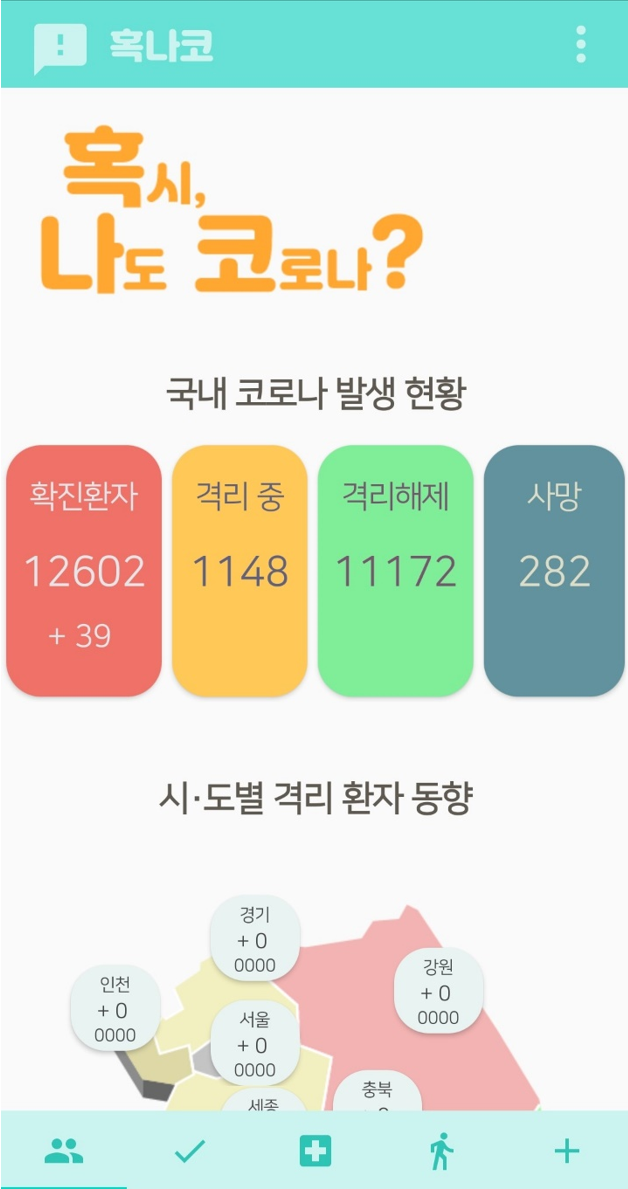 혹나코
혹시,
나도 코로나?
국내 코로나 발생 현황
확진환자
12602
+ 39
격리 중
1148
격리해제
11172
사망
282
시·도별 격리 환자 동향
경기
+ 0
0000
강원
+ 0
0000
인천
+ 0
0000
서울
+ 0
0000
충북
세종